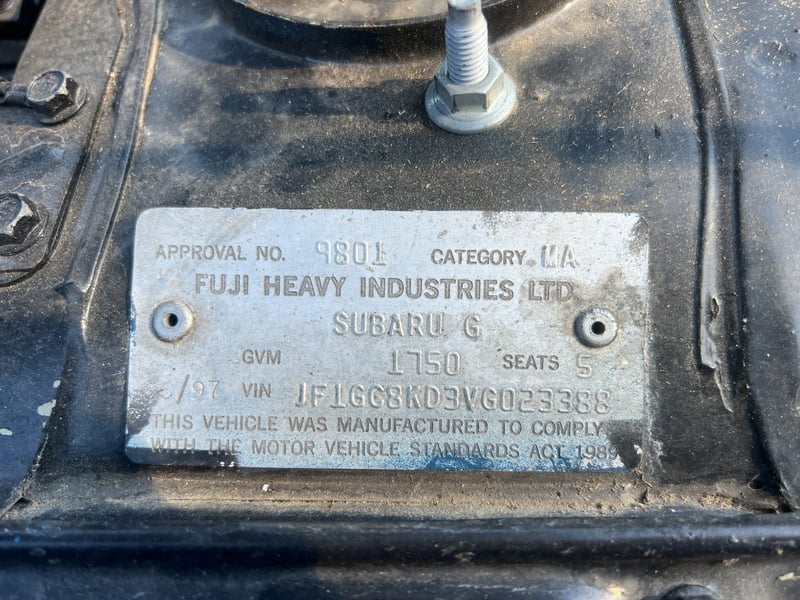 APPROVAL NO. 9801 CATEGORY MA
FUJI HEAVY INDUSTRIES LTD.
SUBARU G
GVM 1750 SEATS 5
/97 VIN JF1GC8KD3VG023388
THIS VEHICLE WAS MANUFACTURED TO COMPLY
WITH THE MOTOR VEHICLE STANDARDS ACT 1989